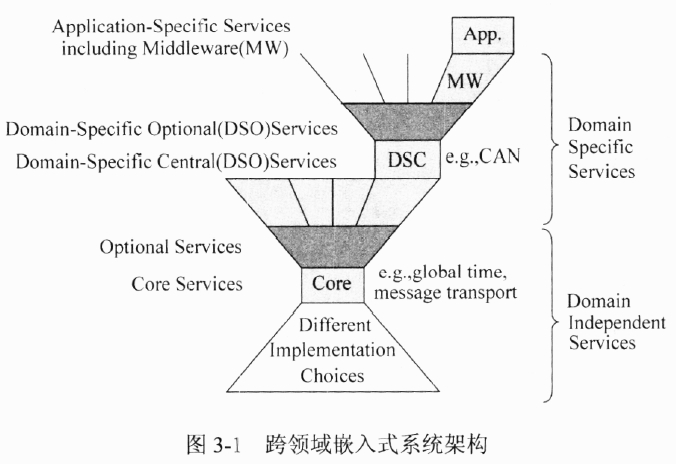 Application-Specific Services
including Middleware(MW)
App.
MW
Domain-Specific Optional(DSO)Services
Domain-Specific Central(DSO)Services
DSC
e.g.,CAN
Domain
Specific
Services
Optional Services
Core Services
Core
e.g.,global time,
message transport
Different
Implementation
Choices
Domain
Independent
Services
图 3-1 跨领域嵌入式系统架构